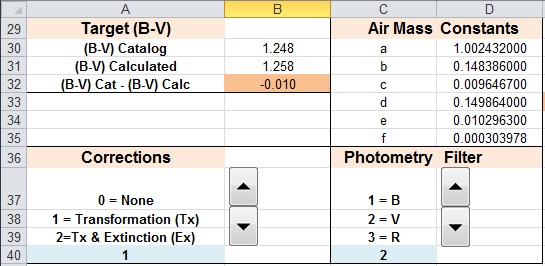 A B C D
29 Target (B-V) Air Mass Constants
30 (B-V) Catalog 1.248 a 1.002432000
31 (B-V) Calculated 1.258 b 0.148386700
32 (B-V) Cat - (B-V) Calc -0.010 c 0.009646700
33 d 0.149864000
34 e 0.010296300
35 f 0.000303978
36 Corrections Photometry Filter
37 0 = None 1 = B
38 1 = Transformation (Tx) 2 = V
39 2=Tx & Extinction (Ex) 3 = R
40 1 2